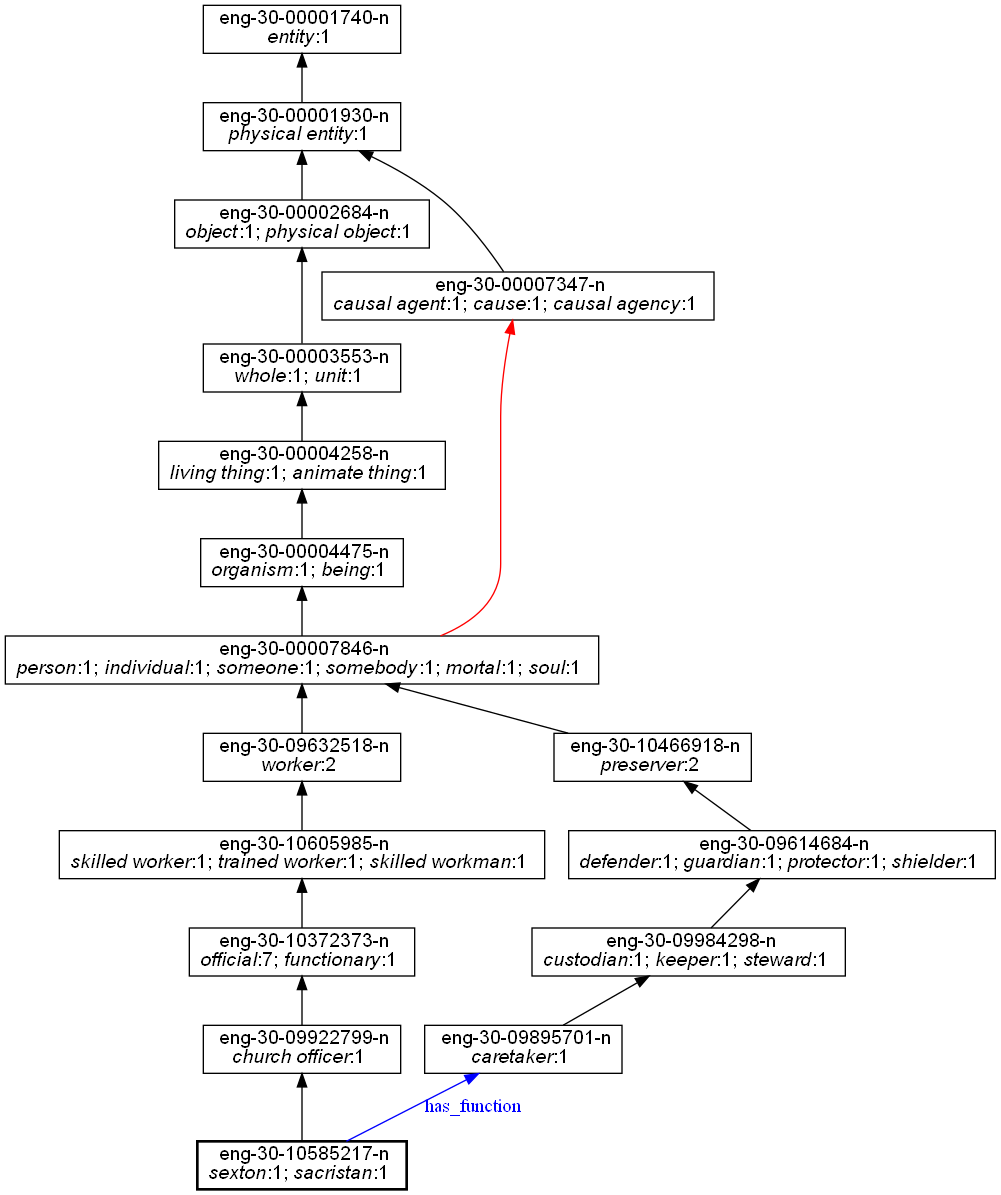 eng-30-00001740-n
entity:1
eng-30-00001930-n
physical entity:1
eng-30-00002684-n
object:1; physical object:1
eng-30-00007347-n
causal agent:1; cause:1; causal agency:1
eng-30-00003553-n
whole:1; unit:1
eng-30-00004258-n
living thing:1; animate thing:1
eng-30-00004475-n
organism:1; being:1
eng-30-00007846-n
person:1; individual:1; someone:1; somebody:1; mortal:1; soul:1
eng-30-09632518-n
worker:2
eng-30-10466918-n
preserver:2
eng-30-10605985-n
skilled worker:1; trained worker:1; skilled workman:1
eng-30-09614684-n
defender:1; guardian:1; protector:1; shielder:1
eng-30-10372373-n
official:7; functionary:1
eng-30-09984298-n
custodian:1; keeper:1; steward:1
eng-30-09922799-n
church officer:1
eng-30-09895701-n
caretaker:1
has_function
eng-30-10585217-n
sexton:1; sacristan:1